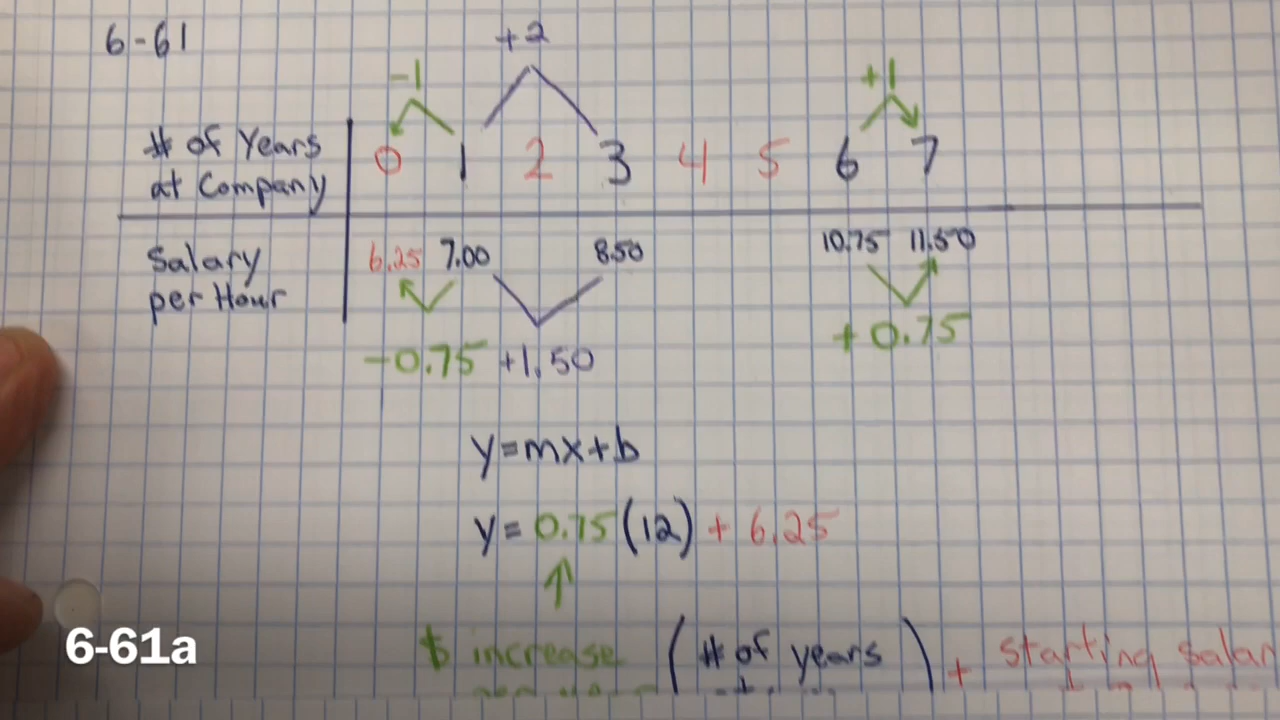 6-61
+2
-1
+1
# of Years
at Company
0 1 2 3 4 5 6 7
Salary
per Hour
6.25 7.00 8.50 10.75 11.50
-0.75 +1.50
+0.75
y=mx+b
y=0.75(12)+6.25
$ increase (# of years) + starting salar
6-61a